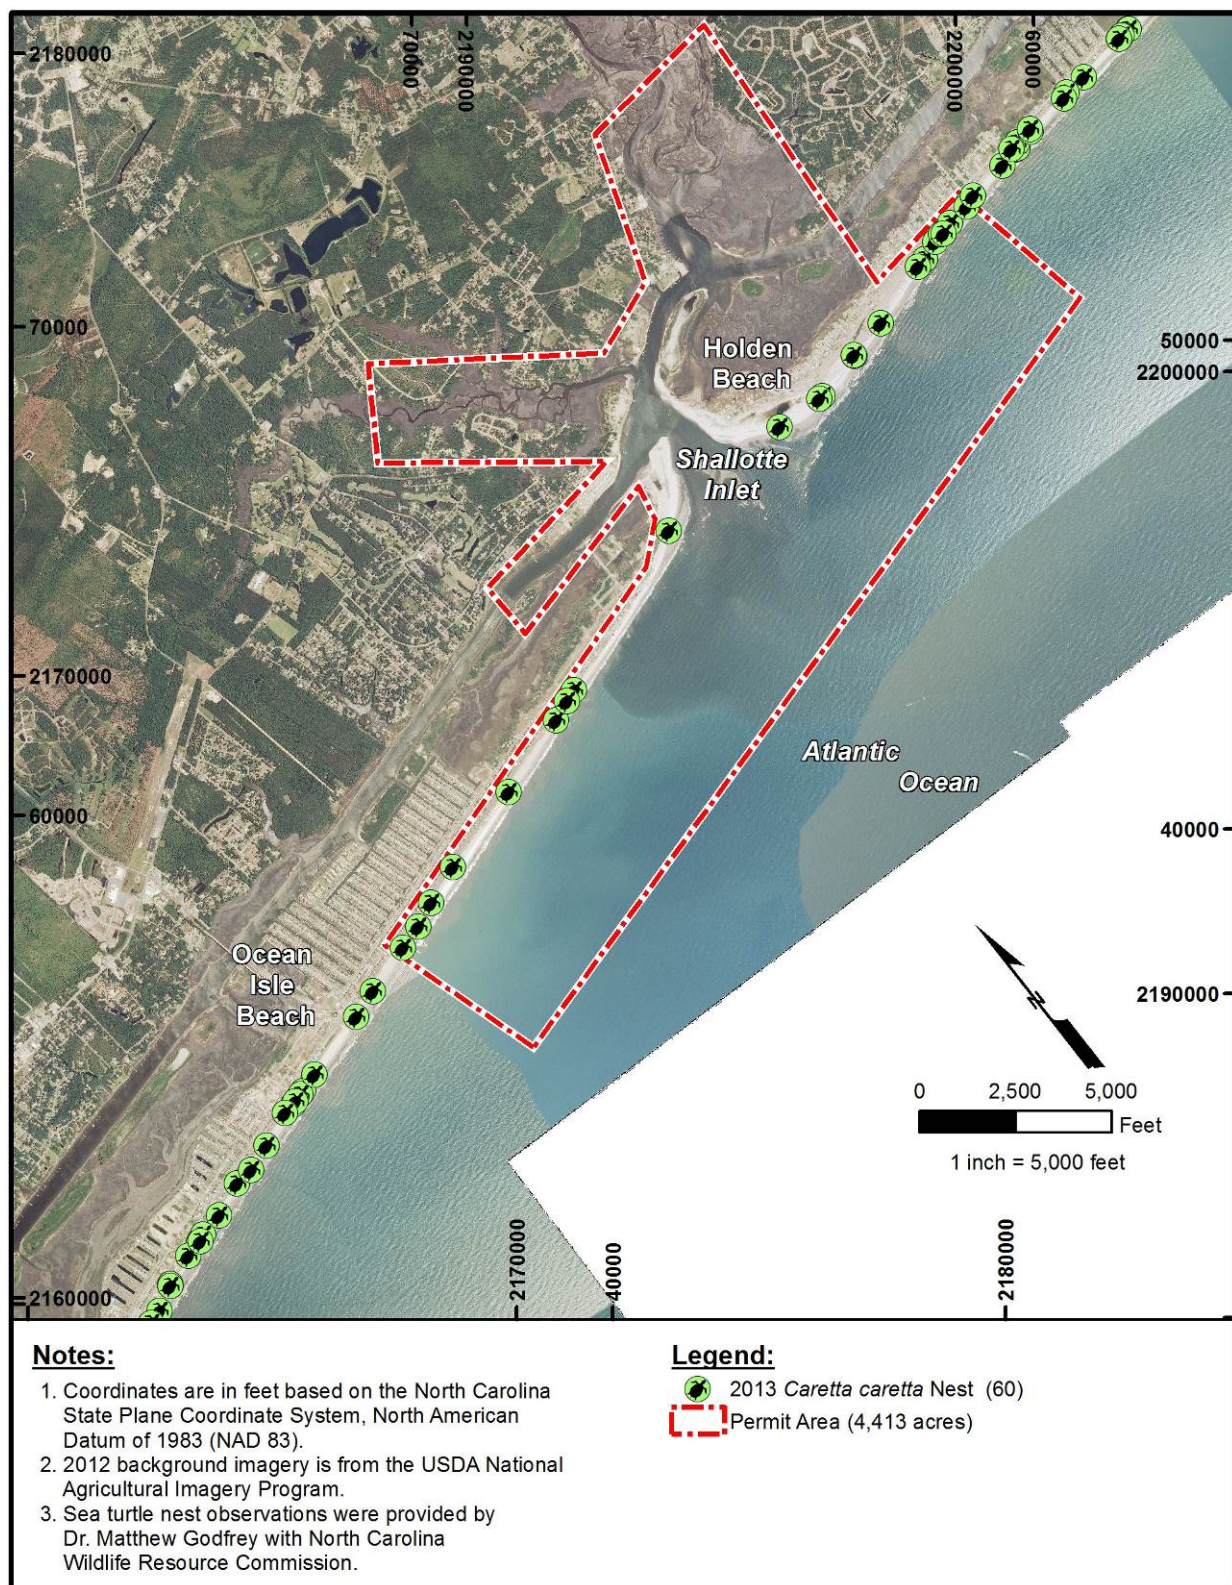 2180000
70000
2190000
2200000
60000
70000
50000
2200000
Holden
Beach
Shallotte
Inlet
2170000
Atlantic
Ocean
60000
40000
Ocean
Isle
Beach
2190000
N
0 2,500 5,000
Feet
1 inch = 5,000 feet
2170000
40000
2180000
2160000
Notes:
1. Coordinates are in feet based on the North Carolina
State Plane Coordinate System, North American
Datum of 1983 (NAD 83).
2. 2012 background imagery is from the USDA National
Agricultural Imagery Program.
3. Sea turtle nest observations were provided by
Dr. Matthew Godfrey with North Carolina
Wildlife Resource Commission.
Legend:
2013 Caretta caretta Nest (60)
Permit Area (4,413 acres)